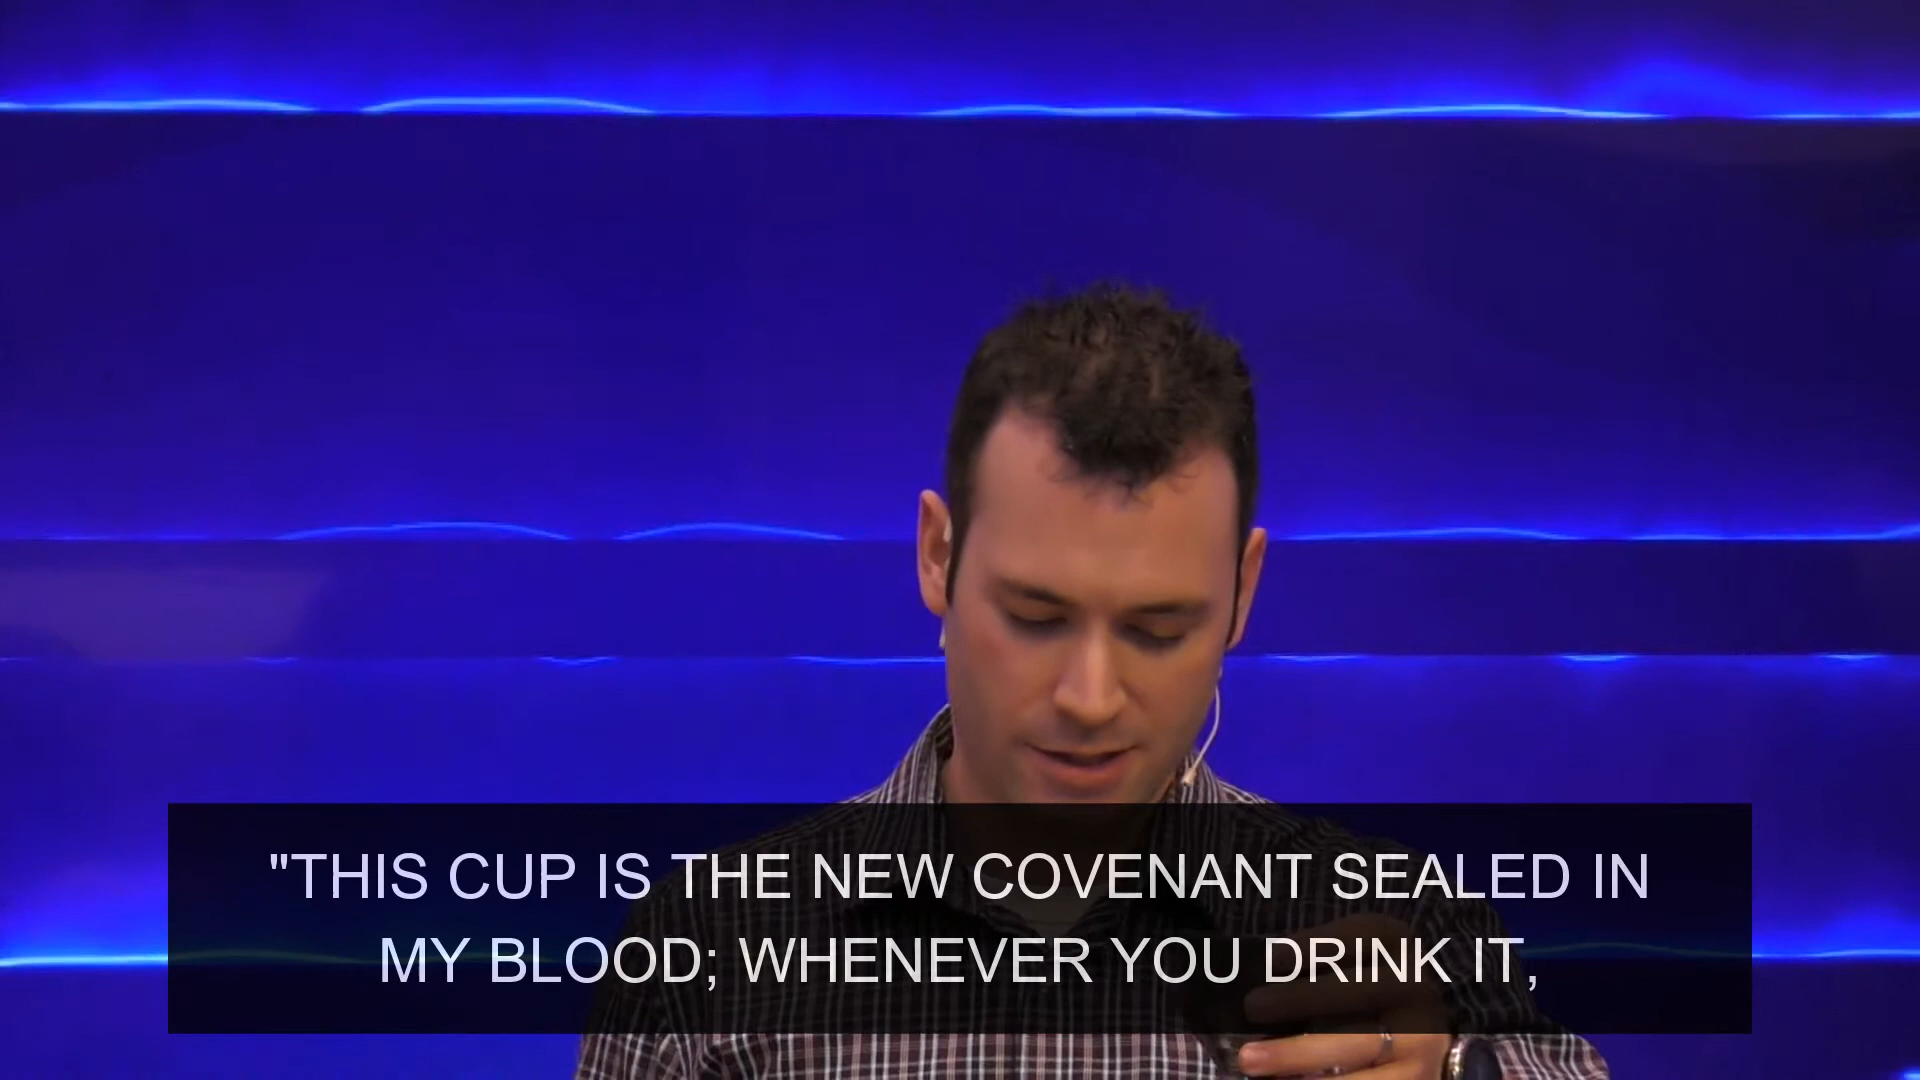 "THIS CUP IS THE NEW COVENANT SEALED IN
MY BLOOD; WHENEVER YOU DRINK IT,